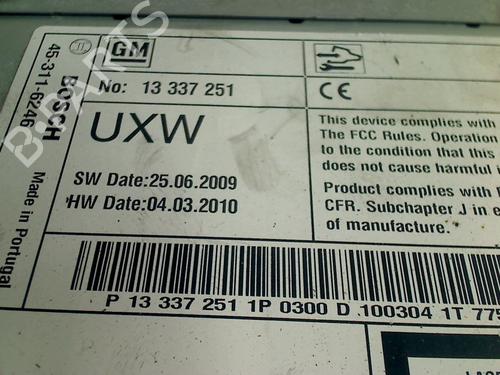 GM
No: 13 337 251
UXW
SW Date:25.06.2009
HW Date:04.03.2010
CE
This device complies with
The FCC Rules. Operation
to the condition that this
does not cause harmful
Product complies with
CFR. Subchapter J in e
of manufacture.
P 13 337 251 1P 0300 D 100304 1T 775
45-311-6246
BOSCH
Made in Portugal
B-PARTS